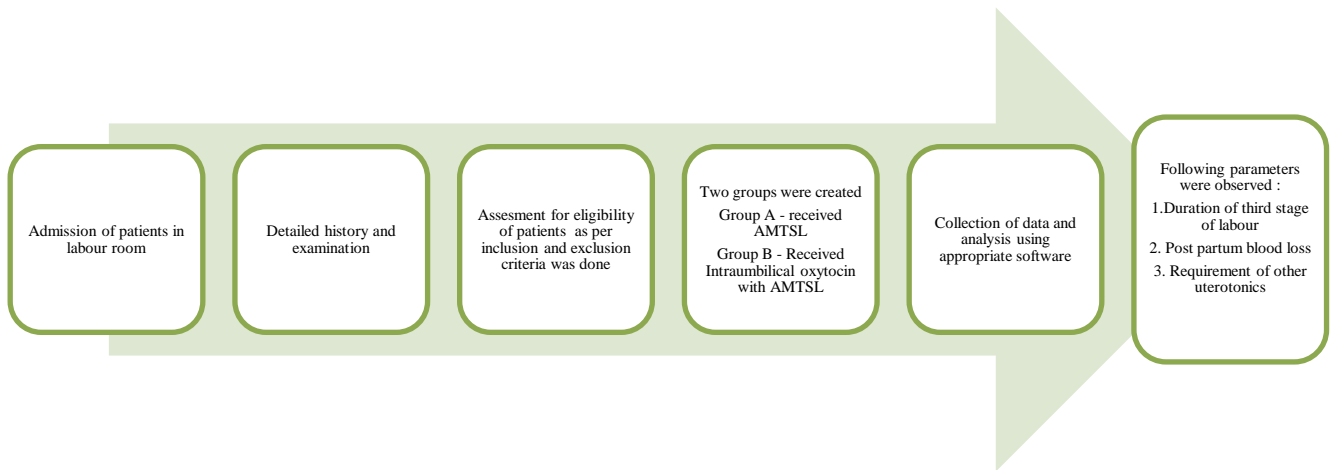 Admission of patients in
labour room
Detailed history and
examination
Assesment for eligibility
of patients as per
inclusion and exclusion
criteria was done
Two groups were created
Group A - received
AMTSL
Group B - Received
Intraumbilical oxytocin
with AMTSL
Collection of data and
analysis using
appropriate software
Following parameters
were observed :
1.Duration of third stage
of labour
2. Post partum blood loss
3. Requirement of other
uterotonics